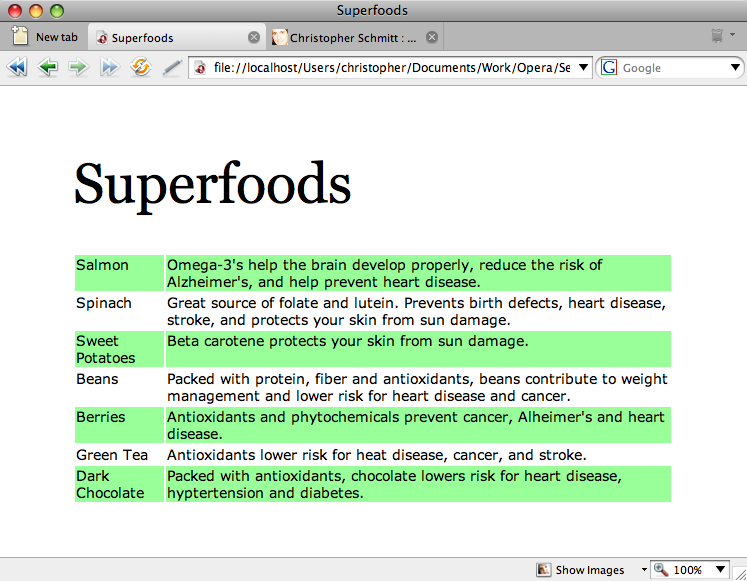 Superfoods
New tab Superfoods Christopher Schmitt : ...
file://localhost/Users/christopher/Documents/Work/Opera/Se Google
Superfoods
Salmon Omega-3's help the brain develop properly, reduce the risk of
Alzheimer's, and help prevent heart disease.
Spinach Great source of folate and lutein. Prevents birth defects, heart disease,
stroke, and protects your skin from sun damage.
Sweet Beta carotene protects your skin from sun damage.
Potatoes
Beans Packed with protein, fiber and antioxidants, beans contribute to weight
management and lower risk for heart disease and cancer.
Berries Antioxidants and phytochemicals prevent cancer, Alheimer's and heart
disease.
Green Tea Antioxidants lower risk for heat disease, cancer, and stroke.
Dark Packed with antioxidants, chocolate lowers risk for heart disease,
Chocolate hyptertension and diabetes.
Show Images 100%